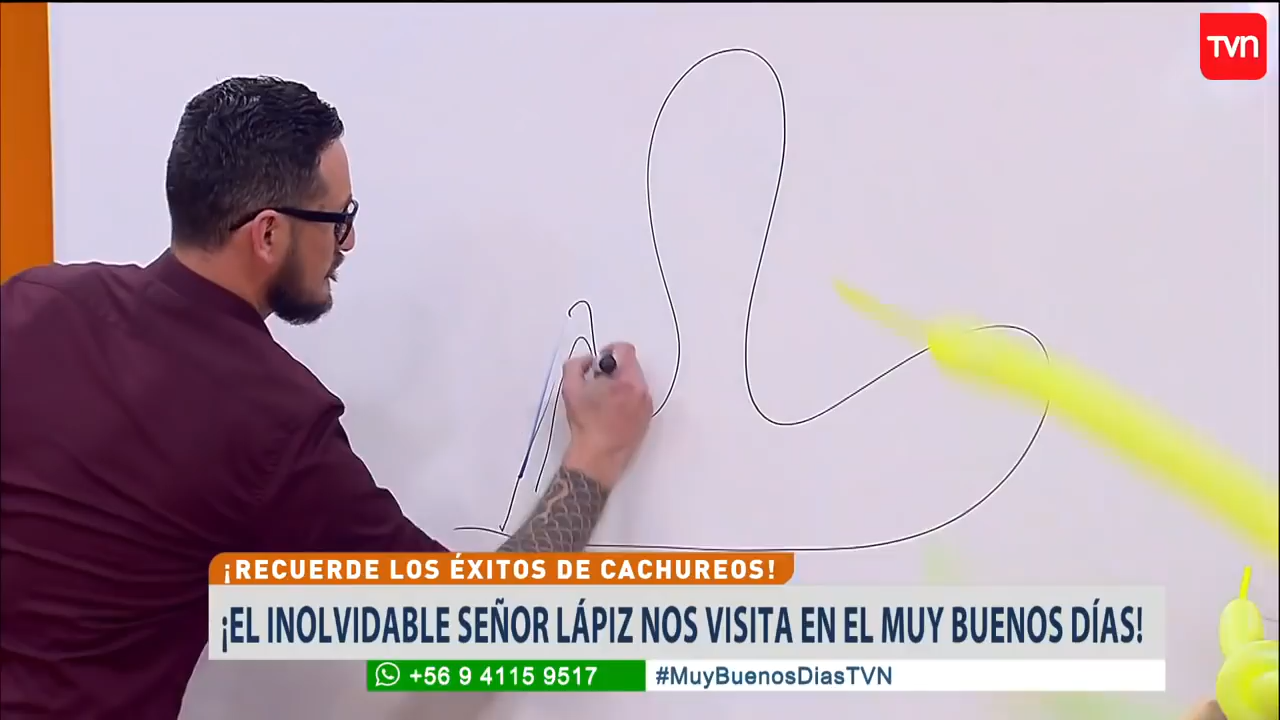 TVN
¡RECUERDE LOS ÉXITOS DE CACHUREOS!
¡EL INOLVIDABLE SEÑOR LÁPIZ NOS VISITA EN EL MUY BUENOS DÍAS!
+56 9 4115 9517
#MuyBuenosDiasTVN